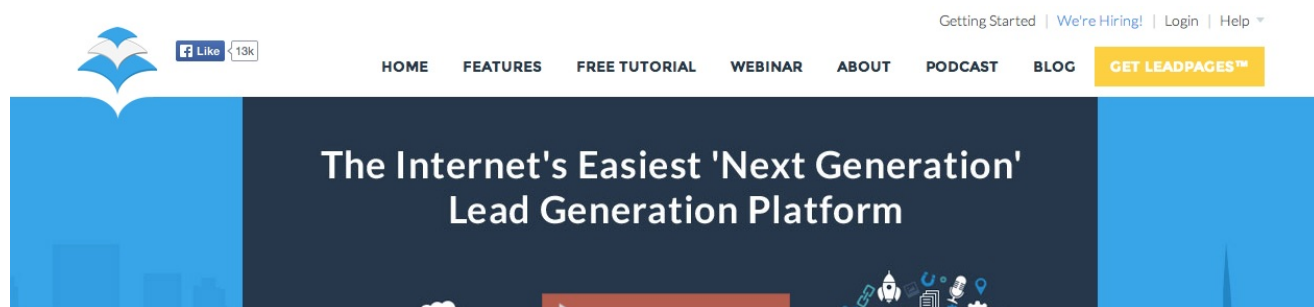 Getting Started | We're Hiring! | Login | Help
Like 13k
HOME FEATURES FREE TUTORIAL WEBINAR ABOUT PODCAST BLOG GET LEADPAGES™
The Internet's Easiest 'Next Generation'
Lead Generation Platform